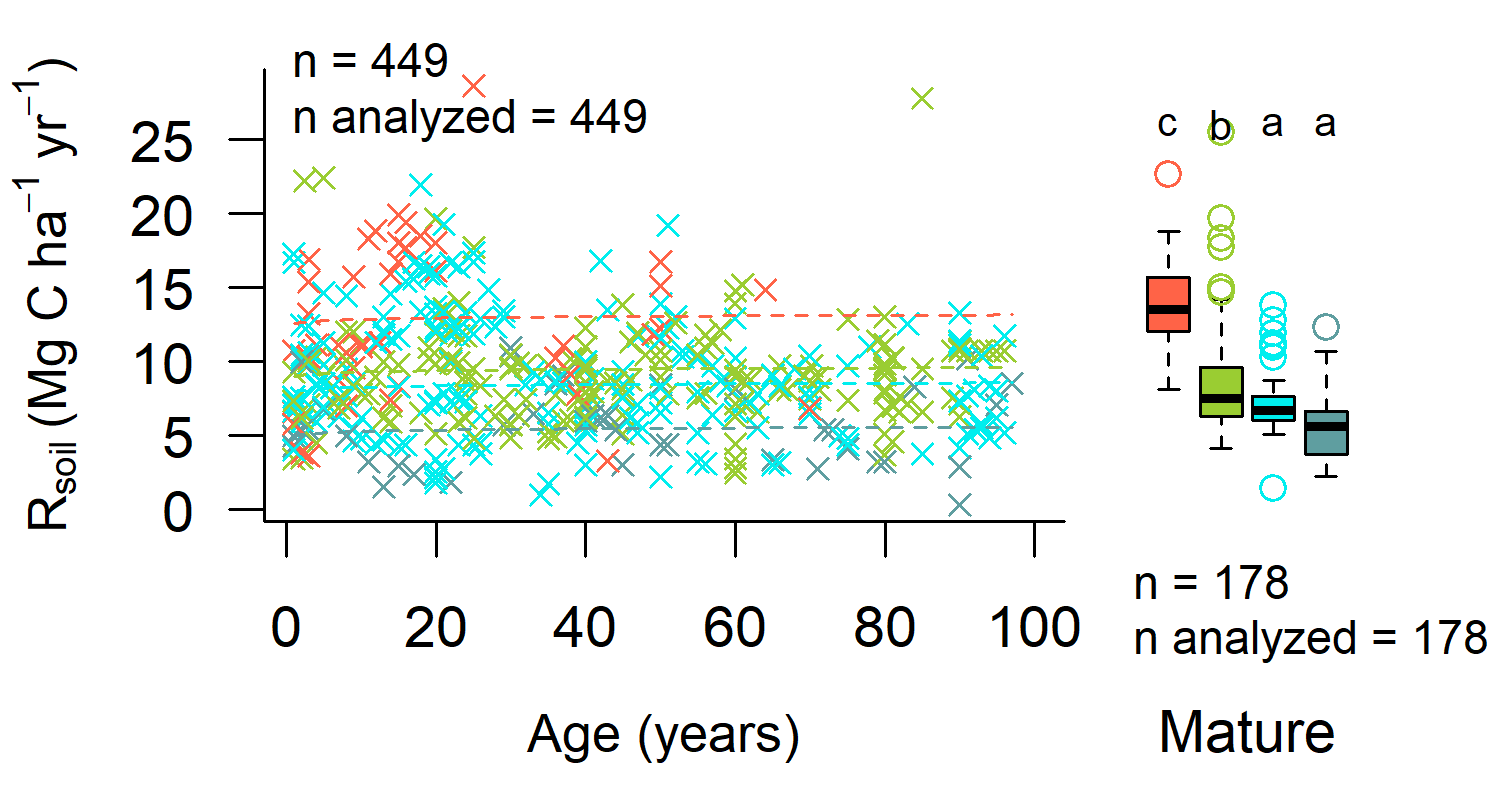 n = 449
n analyzed = 449
R_soil (Mg C ha⁻¹ yr⁻¹)
25
20
15
10
5
0
0 20 40 60 80 100
Age (years)
c b a a
n = 178
n analyzed = 178
Mature